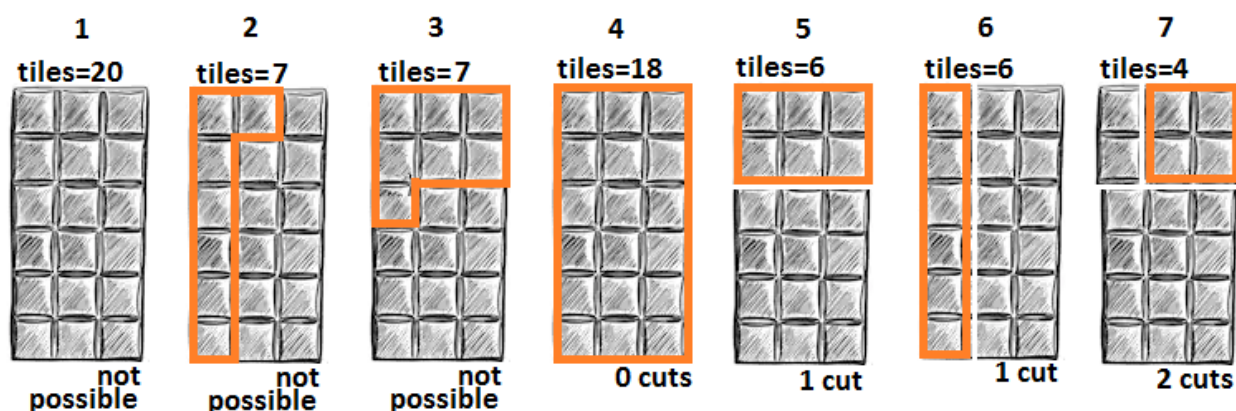 1 2 3 4 5 6 7
tiles=20 tiles=7 tiles=7 tiles=18 tiles=6 tiles=6 tiles=4
not possible
not possible
not possible
0 cuts
1 cut
1 cut
2 cuts